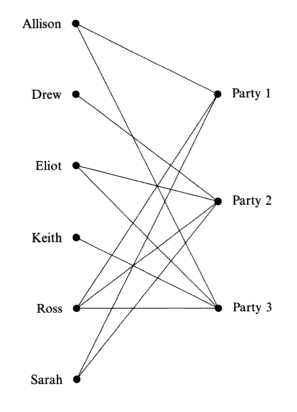 Allison
Party 1
Drew
Eliot
Party 2
Keith
Ross
Party 3
Sarah